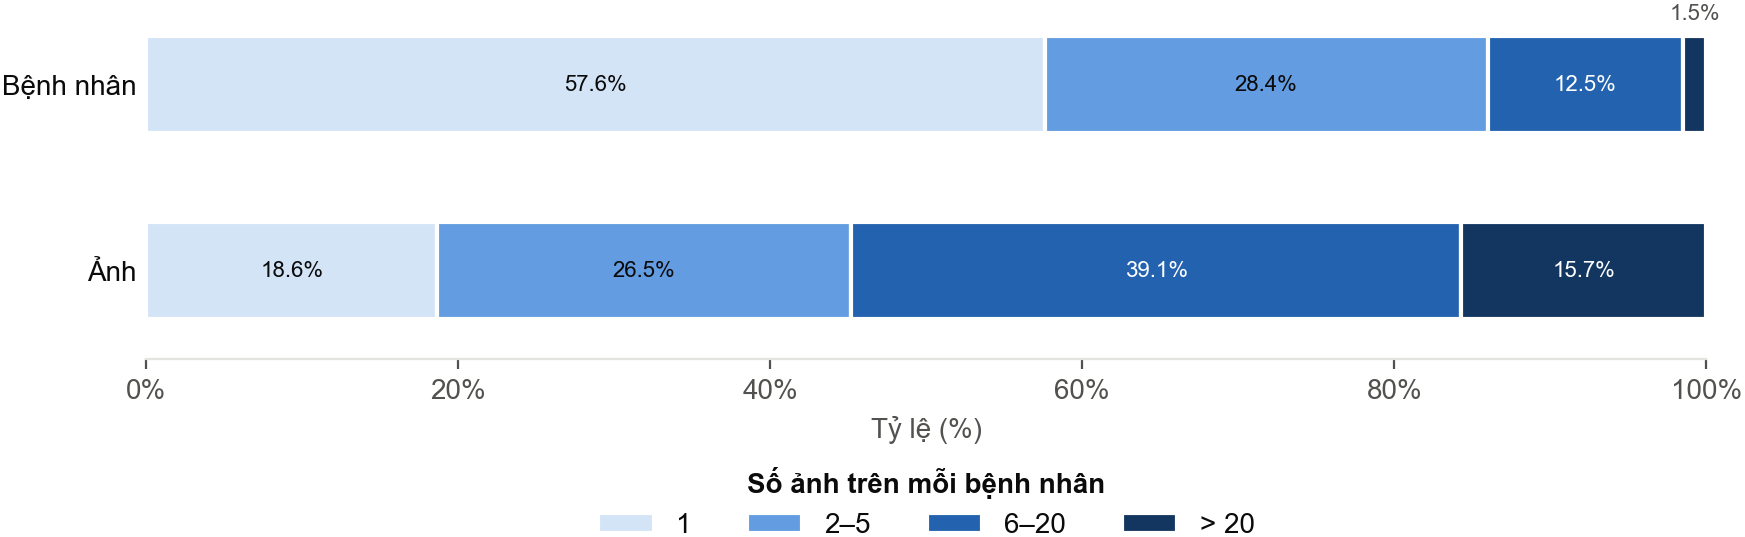 1.5%
Bệnh nhân 57.6% 28.4% 12.5%
Ảnh 18.6% 26.5% 39.1% 15.7%
0% 20% 40% 60% 80% 100%
Tỷ lệ (%)
Số ảnh trên mỗi bệnh nhân
1 2–5 6–20 > 20